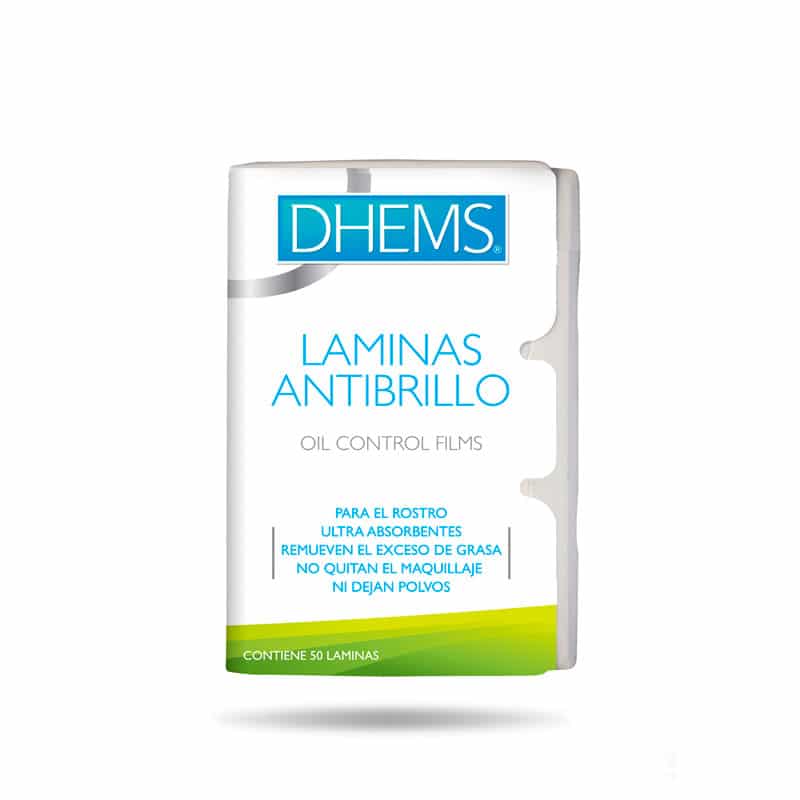 DHEMS®
LAMINAS
ANTIBRILLO
OIL CONTROL FILMS
PARA EL ROSTRO
ULTRA ABSORBENTES
REMUEVEN EL EXCESO DE GRASA
NO QUITAN EL MAQUILLAJE
NI DEJAN POLVOS
CONTIENE 50 LAMINAS